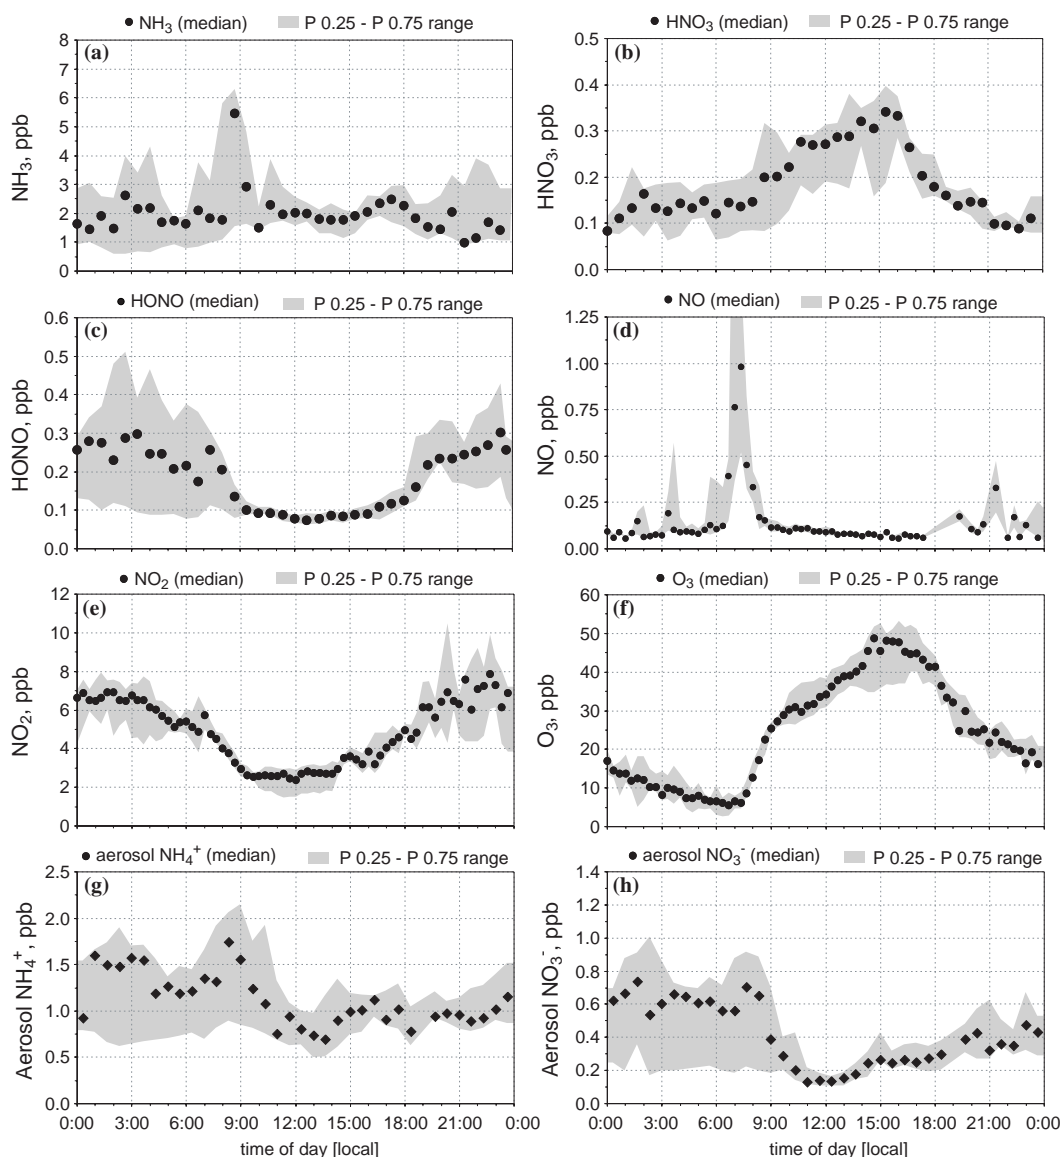 ● NH₃ (median) P 0.25 - P 0.75 range
(a)
NH₃, ppb
8
7
6
5
4
3
2
1
0
● HNO₃ (median) P 0.25 - P 0.75 range
(b)
HNO₃, ppb
0.5
0.4
0.3
0.2
0.1
0.0
● HONO (median) P 0.25 - P 0.75 range
(c)
HONO, ppb
0.6
0.5
0.4
0.3
0.2
0.1
0.0
● NO (median) P 0.25 - P 0.75 range
(d)
NO, ppb
1.25
1.00
0.75
0.50
0.25
0.00
● NO₂ (median) P 0.25 - P 0.75 range
(e)
NO₂, ppb
12
10
8
6
4
2
0
● O₃ (median) P 0.25 - P 0.75 range
(f)
O₃, ppb
60
50
40
30
20
10
0
◆ aerosol NH₄⁺ (median) P 0.25 - P 0.75 range
(g)
Aerosol NH₄⁺, ppb
2.5
2.0
1.5
1.0
0.5
0.0
0:00 3:00 6:00 9:00 12:00 15:00 18:00 21:00 0:00
time of day [local]
● aerosol NO₃⁻ (median) P 0.25 - P 0.75 range
(h)
Aerosol NO₃⁻, ppb
1.4
1.2
1.0
0.8
0.6
0.4
0.2
0.0
0:00 3:00 6:00 9:00 12:00 15:00 18:00 21:00 0:00
time of day [local]